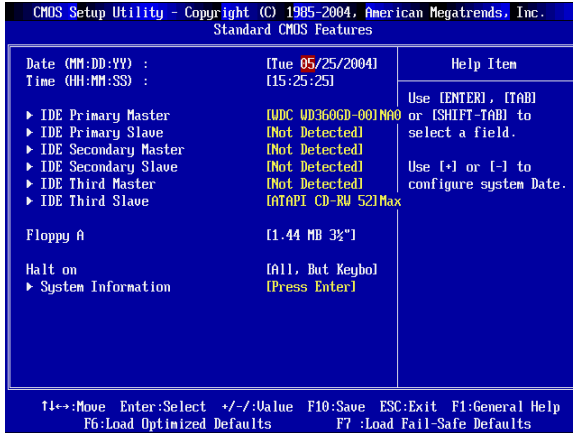 CMOS Setup Utility - Copyright (C) 1985-2004, American Megatrends, Inc.
Standard CMOS Features
Date (MM:DD:YY) : [Tue 05/25/2004]
Time (HH:MM:SS) : [15:25:25]
▶ IDE Primary Master [WDC WD360GD-00]NA0
▶ IDE Primary Slave [Not Detected]
▶ IDE Secondary Master [Not Detected]
▶ IDE Secondary Slave [Not Detected]
▶ IDE Third Master [Not Detected]
▶ IDE Third Slave [ATAPI CD-RW 52]Max
Floppy A [1.44 MB 3½"]
Halt on [All, But Keybo]
▶ System Information [Press Enter]
Help Item
Use [ENTER], [TAB]
or [SHIFT-TAB] to
select a field.
Use [+] or [-] to
configure system Date.
↑↓↔:Move Enter:Select +/-/:Value F10:Save ESC:Exit F1:General Help
F6:Load Optimized Defaults F7 :Load Fail-Safe Defaults